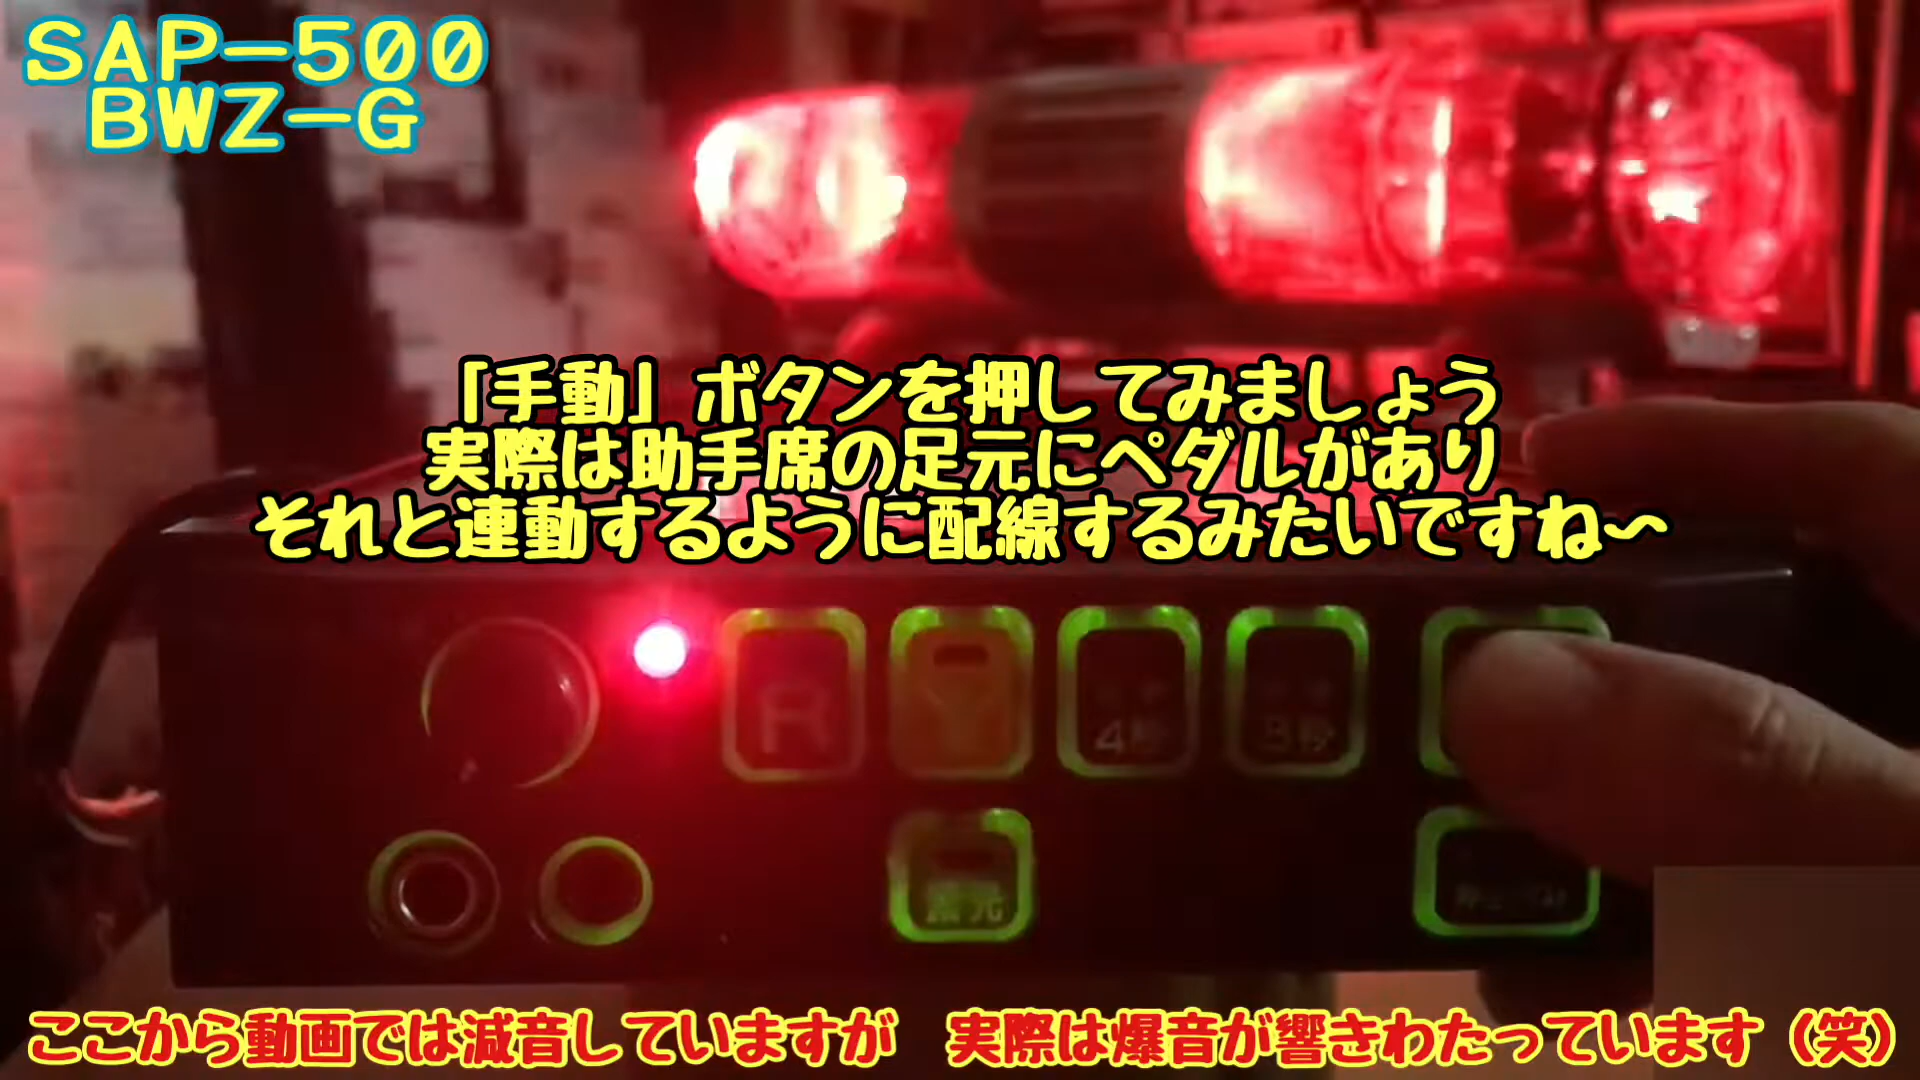 SAP-500
BWZ-G
「手動」ボタンを押してみましょう
実際は助手席の足元にペダルがあり
それと連動するように配線するみたいですね〜
R
4秒
8秒
復元
ここから動画では減音していますが 実際は爆音が響きわたっています(笑)